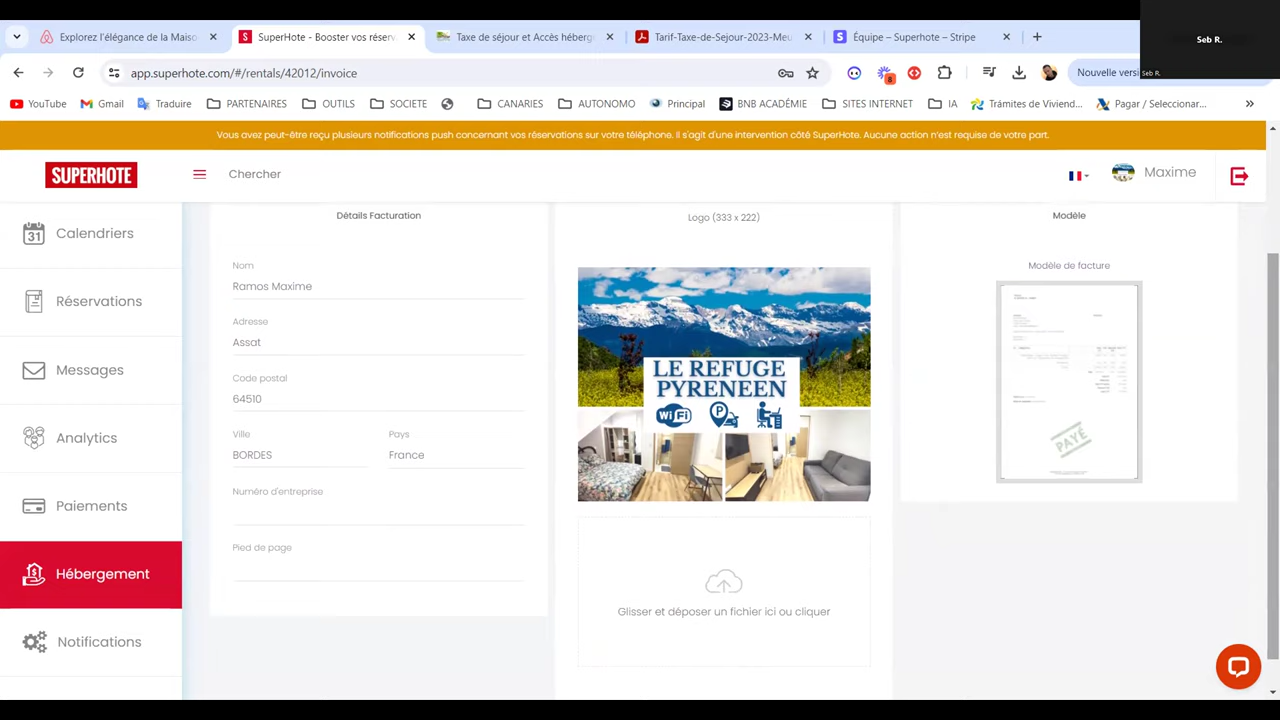 Explorez l'élégance de la Maiso
SuperHote - Booster vos réserv
Taxe de séjour et Accès héberg
Tarif-Taxe-de-Sejour-2023-Meu
Équipe – Superhote – Stripe
Seb R.
app.superhote.com/#/rentals/42012/invoice
8
Nouvelle versi
Seb R.
YouTube
Gmail
Traduire
PARTENAIRES
OUTILS
SOCIETE
CANARIES
AUTONOMO
Principal
BNB ACADÉMIE
SITES INTERNET
IA
Trámites de Viviend...
Pagar / Seleccionar...
Vous avez peut-être reçu plusieurs notifications push concernant vos réservations sur votre téléphone. Il s'agit d'une intervention côté SuperHote. Aucune action n'est requise de votre part.
SUPERHOTE
Chercher
Maxime
31
Calendriers
Réservations
Messages
Analytics
Paiements
Hébergement
Notifications
Détails Facturation
Nom
Ramos Maxime
Adresse
Assat
Code postal
64510
Ville
Pays
BORDES
France
Numéro d'entreprise
Pied de page
Logo (333 x 222)
LE REFUGE
PYRENEEN
WiFi
P
Glisser et déposer un fichier ici ou cliquer
Modèle
Modèle de facture
PAYÉ